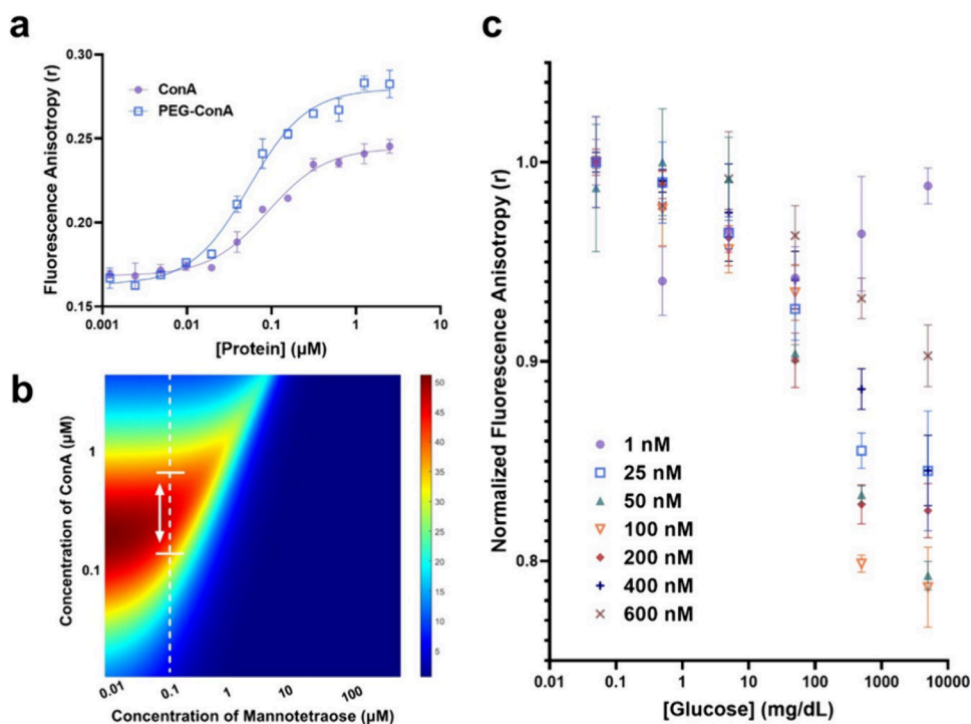 a
Fluorescence Anisotropy (r)
0.30
0.25
0.20
0.15
ConA
PEG-ConA
0.001
0.01
0.1
1
10
[Protein] (µM)
b
Concentration of ConA (µM)
1
0.1
0.01
0.1
1
10
100
Concentration of Mannotetraose (µM)
50
45
40
35
30
25
20
15
10
5
c
Normalized Fluorescence Anisotropy (r)
1.0
0.9
0.8
1 nM
25 nM
50 nM
100 nM
200 nM
400 nM
600 nM
0.01
0.1
1
10
100
1000
10000
[Glucose] (mg/dL)